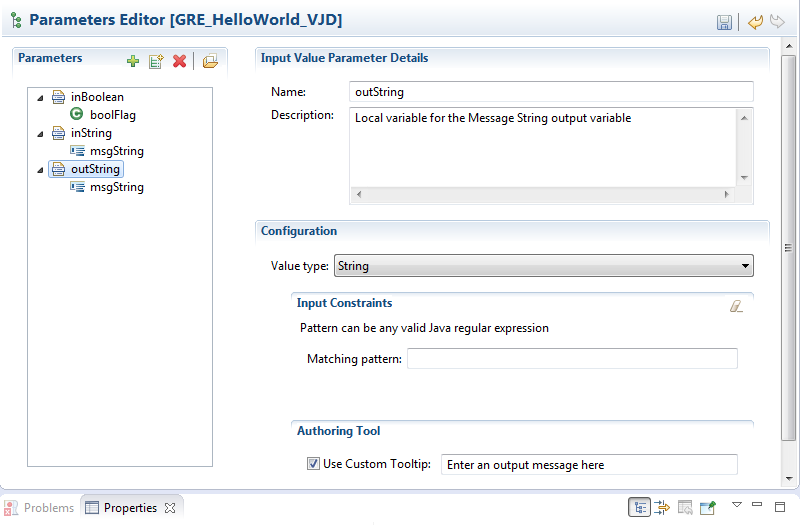 Parameters Editor [GRE_HelloWorld_VJD]
Parameters
inBoolean
boolFlag
inString
msgString
outString
msgString
Input Value Parameter Details
Name: outString
Description: Local variable for the Message String output variable
Configuration
Value type: String
Input Constraints
Pattern can be any valid Java regular expression
Matching pattern:
Authoring Tool
Use Custom Tooltip: Enter an output message here
Problems Properties